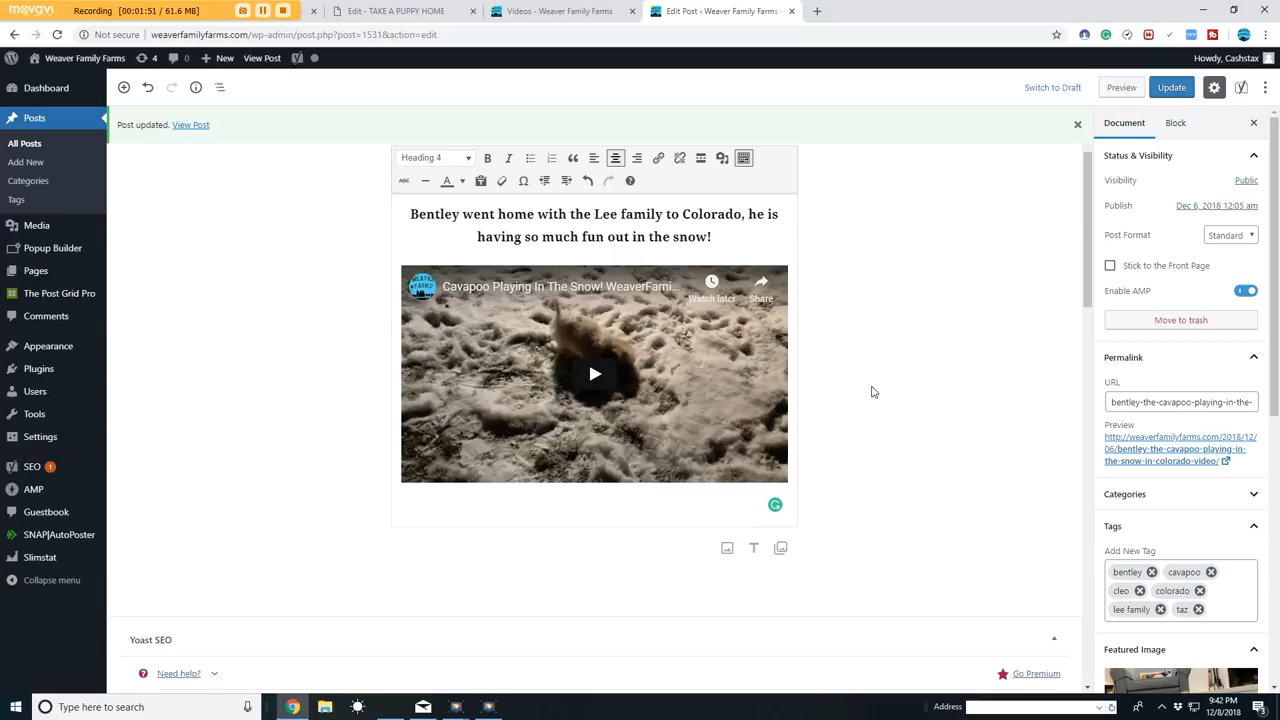 movavi
Recording | 00:01:51 / 61.6 MB
Edit - TAKE A PUPPY HOME
Videos - Weaver Family Farms
Edit Post ‹ Weaver Family Farms
Not secure
weaverfamilyfarms.com/wp-admin/post.php?post=1531&action=edit
Weaver Family Farms
4
0
New
View Post
Howdy, Cashstax
Dashboard
Posts
All Posts
Add New
Categories
Tags
Media
Popup Builder
Pages
The Post Grid Pro
Comments
Appearance
Plugins
Users
Tools
Settings
SEO 1
AMP
Guestbook
SNAP|AutoPoster
Slimstat
Collapse menu
Switch to Draft
Preview
Update
Post updated. View Post
Heading 4
B I
ABC
A
Bentley went home with the Lee family to Colorado, he is
having so much fun out in the snow!
Cavapoo Playing In The Snow! WeaverFami...
Watch later
Share
Yoast SEO
Need help?
Go Premium
Document
Block
Status & Visibility
Visibility
Public
Publish
Dec 6, 2018 12:05 am
Post Format
Standard
Stick to the Front Page
Enable AMP
Move to trash
Permalink
URL
bentley-the-cavapoo-playing-in-the-
Preview
http://weaverfamilyfarms.com/2018/12/
06/bentley-the-cavapoo-playing-in-
the-snow-in-colorado-video/
Categories
Tags
Add New Tag
bentley
cavapoo
cleo
colorado
lee family
taz
Featured Image
Type here to search
Address
9:42 PM
12/8/2018
3